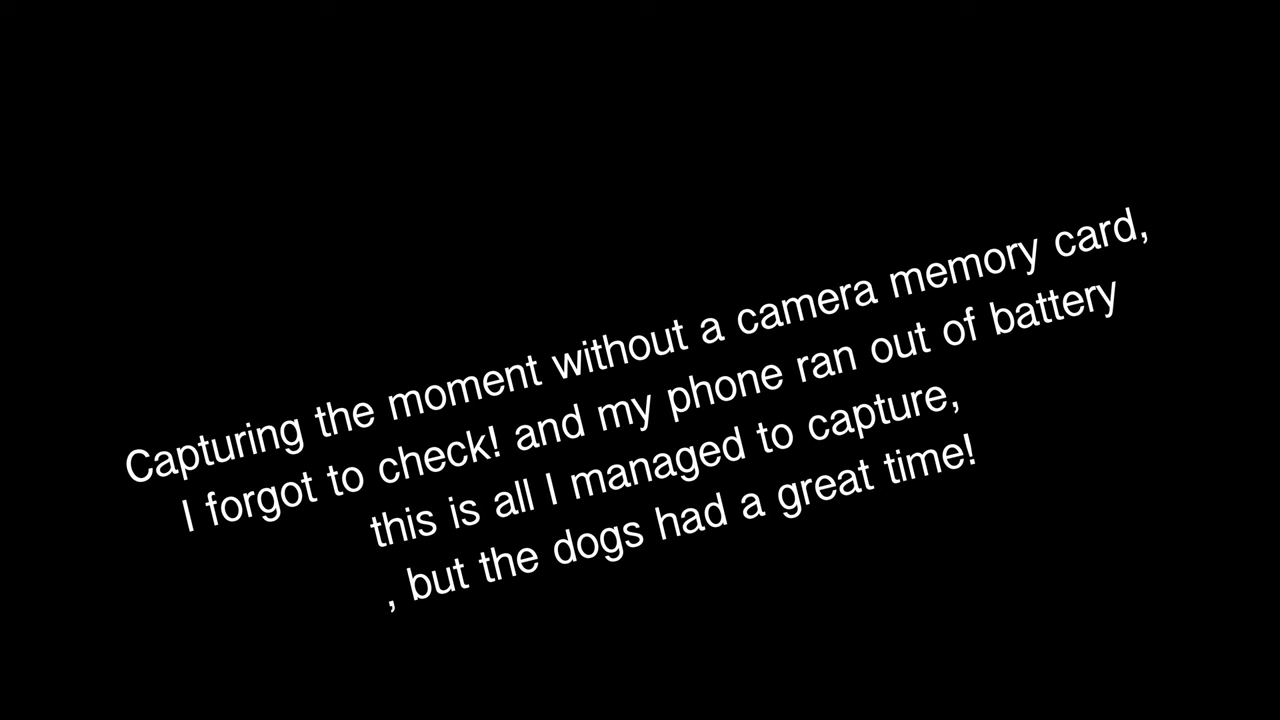 Capturing the moment without a camera memory card,
I forgot to check! and my phone ran out of battery
this is all I managed to capture,
, but the dogs had a great time!